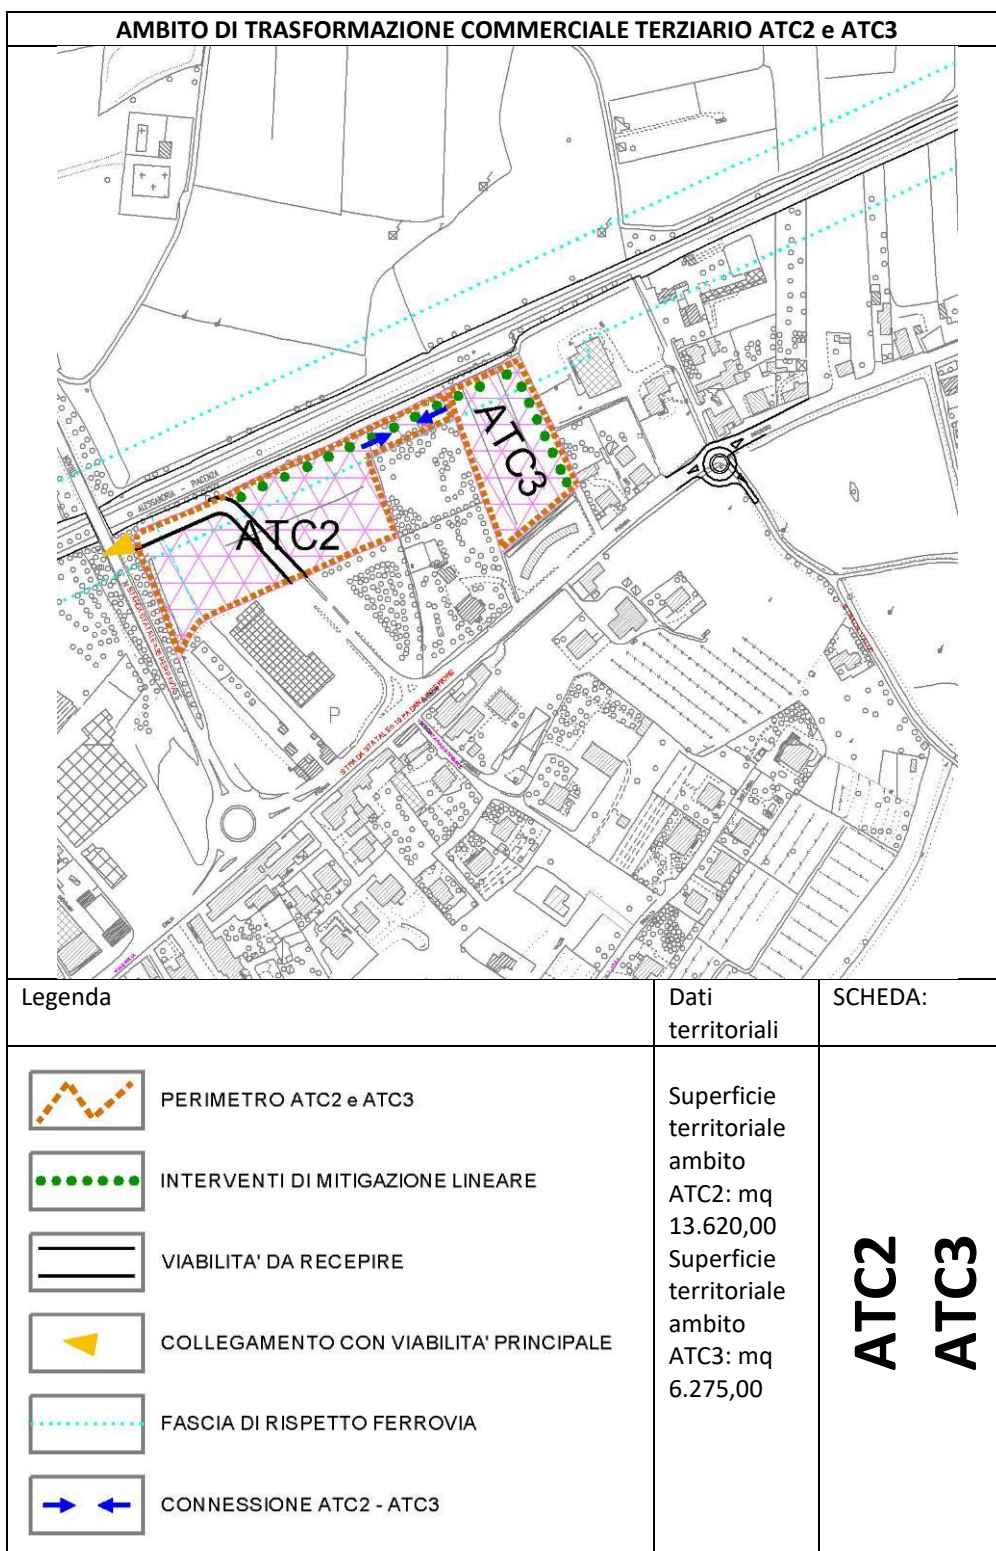 AMBITO DI TRASFORMAZIONE COMMERCIALE TERZIARIO ATC2 e ATC3
ALESSANDRIA
PIACENZA
ATC2
ATC3
P
Legenda
Dati
territoriali
SCHEDA:
PERIMETRO ATC2 e ATC3
INTERVENTI DI MITIGAZIONE LINEARE
VIABILITA' DA RECEPIRE
COLLEGAMENTO CON VIABILITA' PRINCIPALE
FASCIA DI RISPETTO FERROVIA
CONNESSIONE ATC2 - ATC3
Superficie
territoriale
ambito
ATC2: mq
13.620,00
Superficie
territoriale
ambito
ATC3: mq
6.275,00
ATC2
ATC3